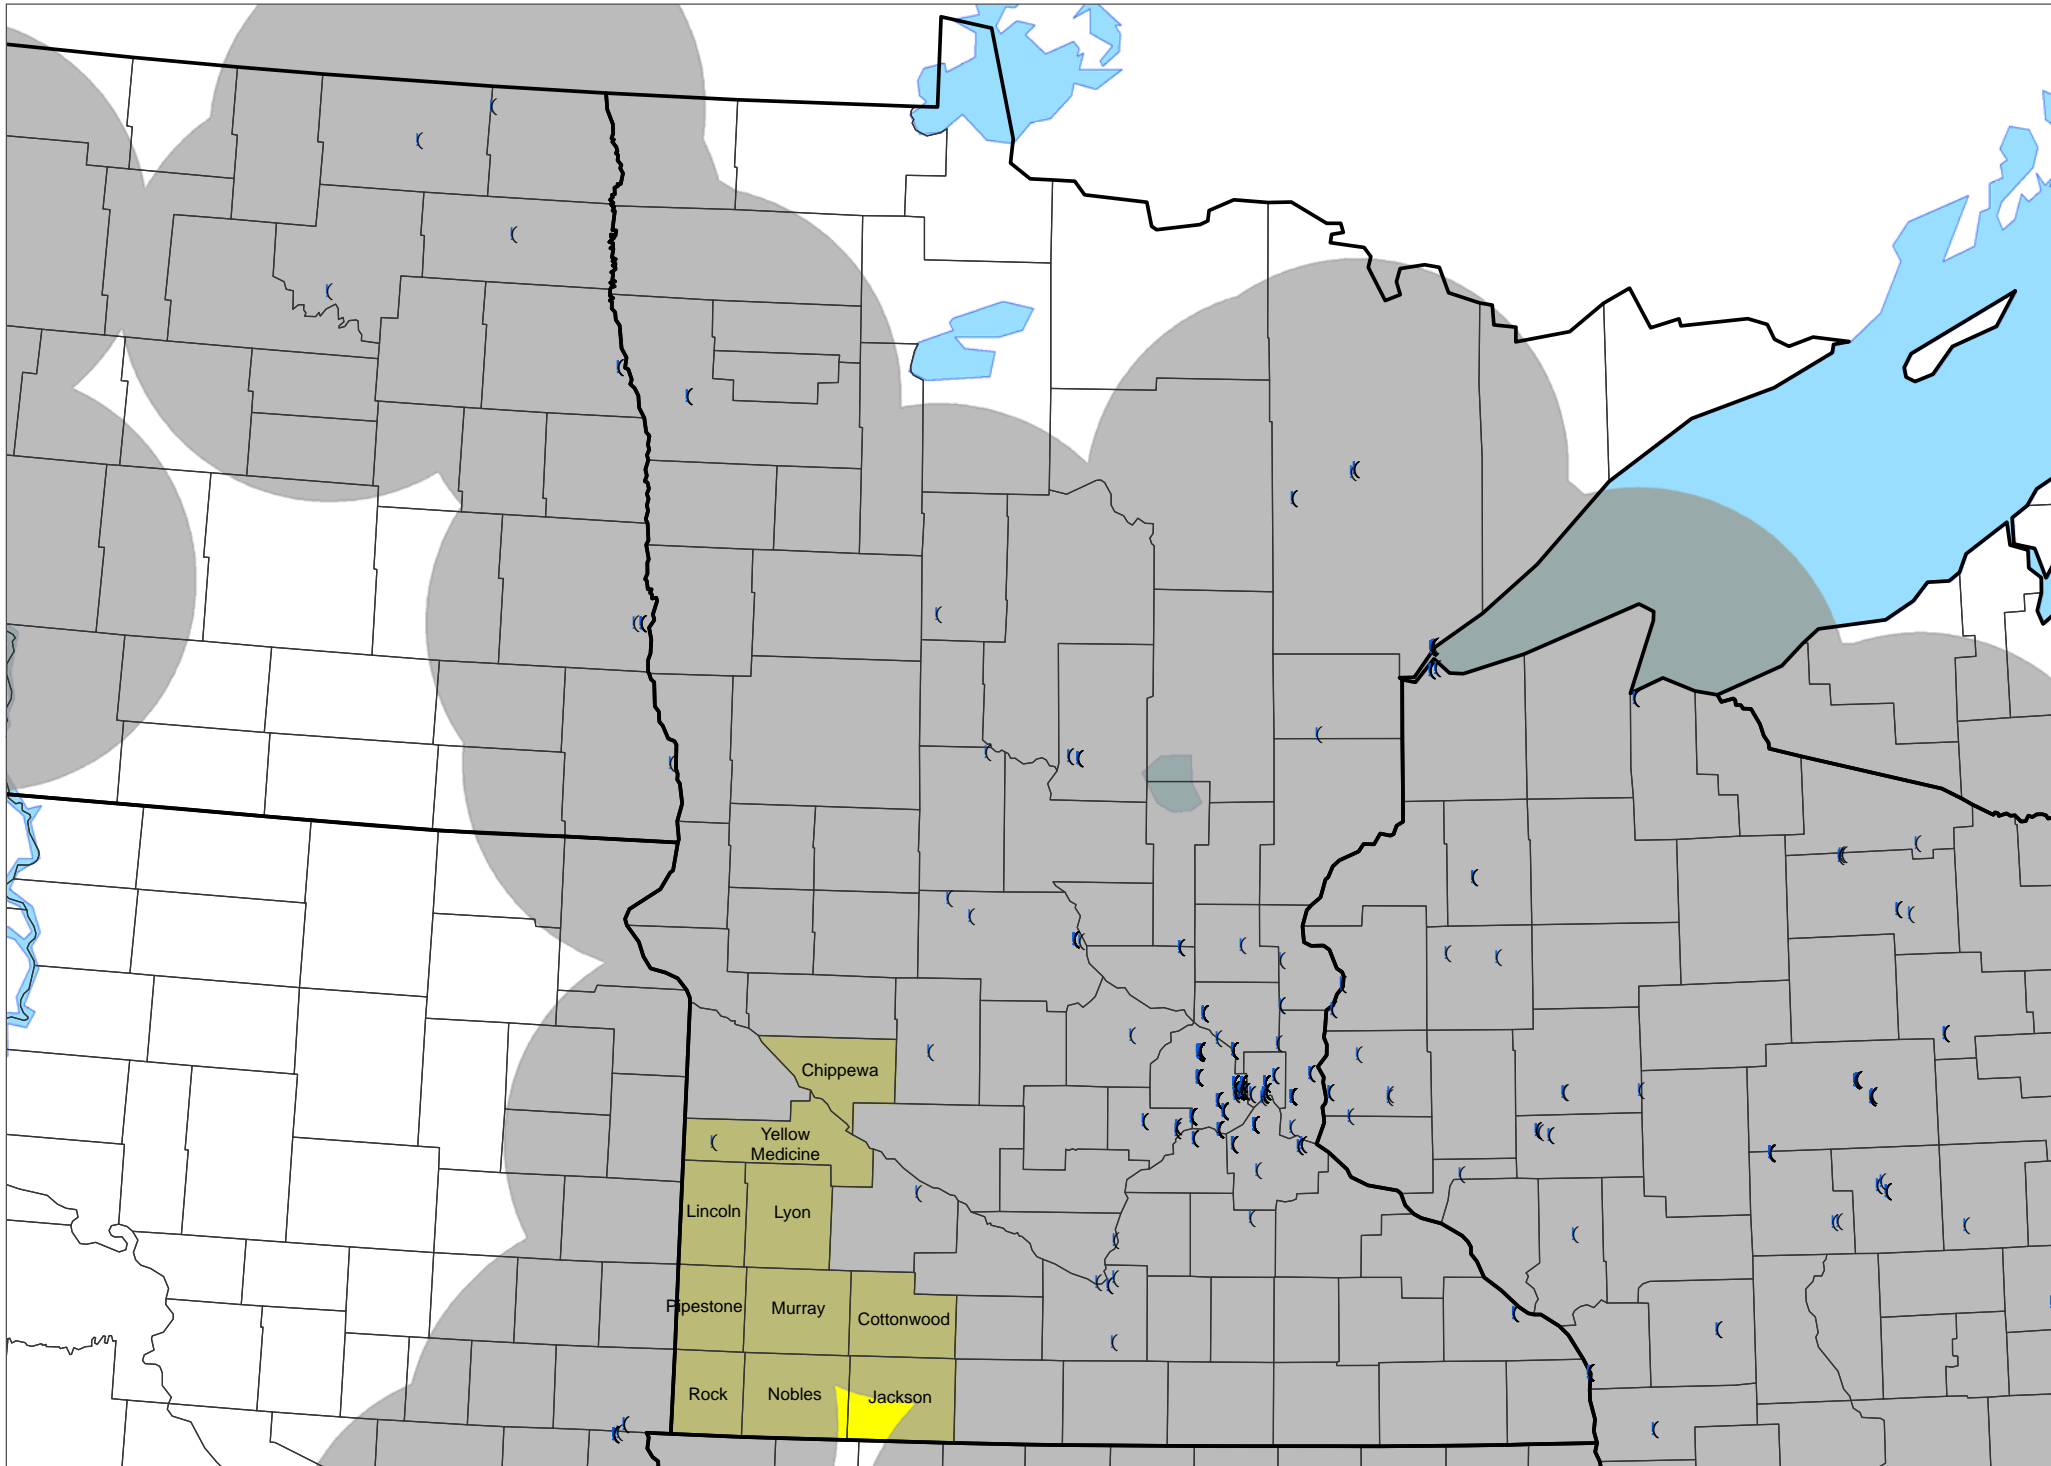 Chippewa
Yellow
Medicine
Lincoln
Lyon
Pipestone
Murray
Cottonwood
Rock
Nobles
Jackson